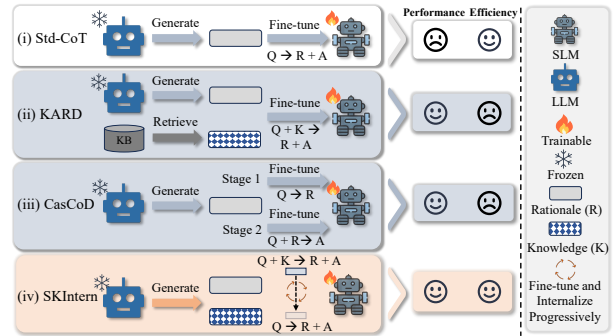 Performance Efficiency
(i) Std-CoT
Generate
Fine-tune
Q → R + A
(ii) KARD
Generate
KB
Retrieve
Fine-tune
Q + K →
R + A
(iii) CasCoD
Generate
Stage 1
Fine-tune
Q → R
Fine-tune
Stage 2
Q + R → A
(iv) SKIntern
Generate
Q + K → R + A
Q → R + A
SLM
LLM
Trainable
Frozen
Rationale (R)
Knowledge (K)
Fine-tune and
Internalize
Progressively